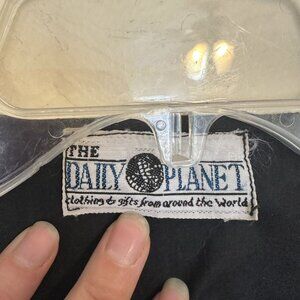 THE
DAILY PLANET
clothing & gifts from around the World